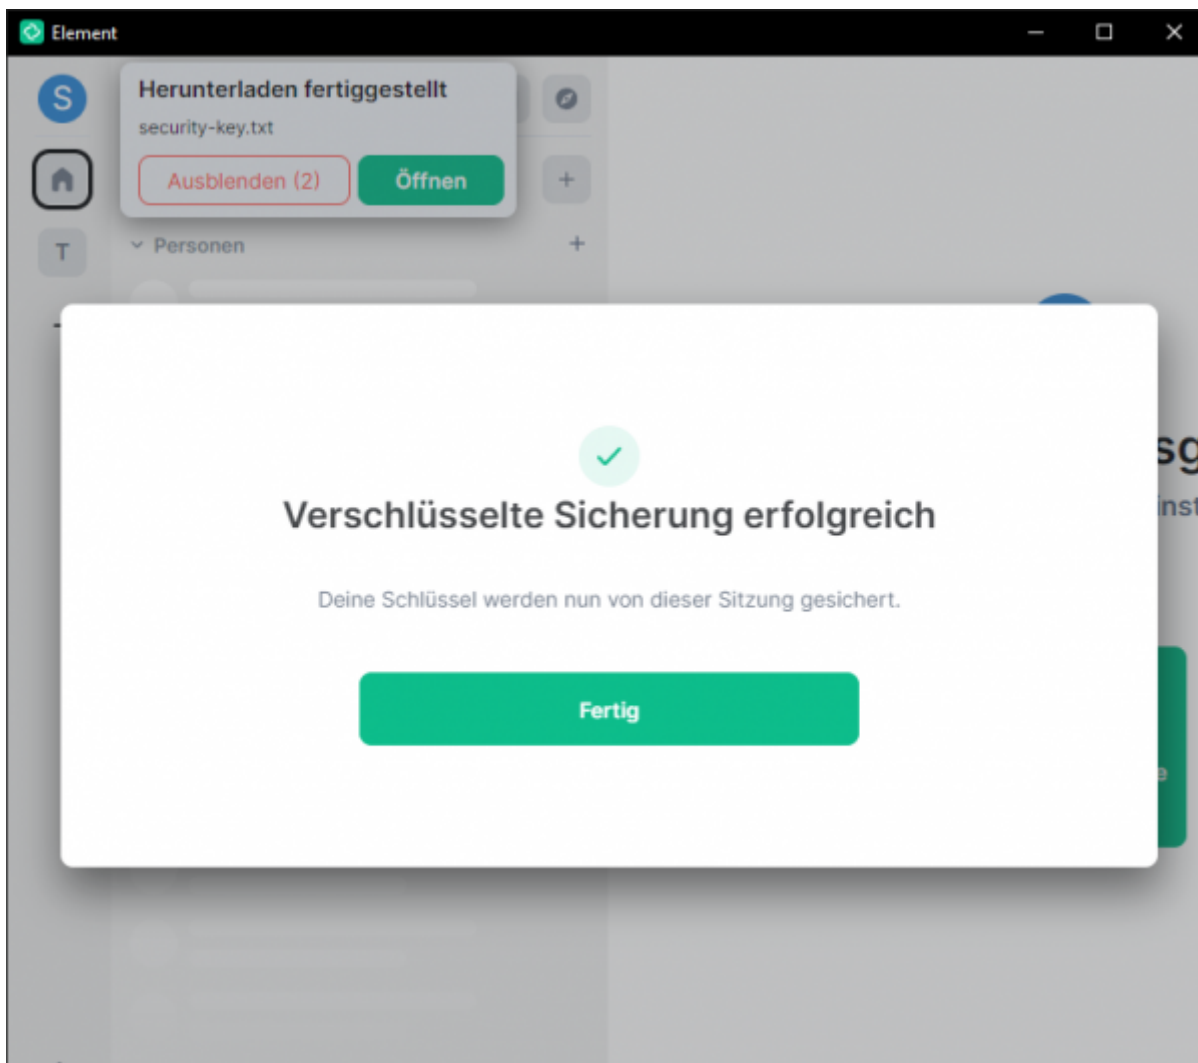 Element
S
Herunterladen fertiggestellt
security-key.txt
Ausblenden (2)
Öffnen
T
Personen
Verschlüsselte Sicherung erfolgreich
Deine Schlüssel werden nun von dieser Sitzung gesichert.
Fertig